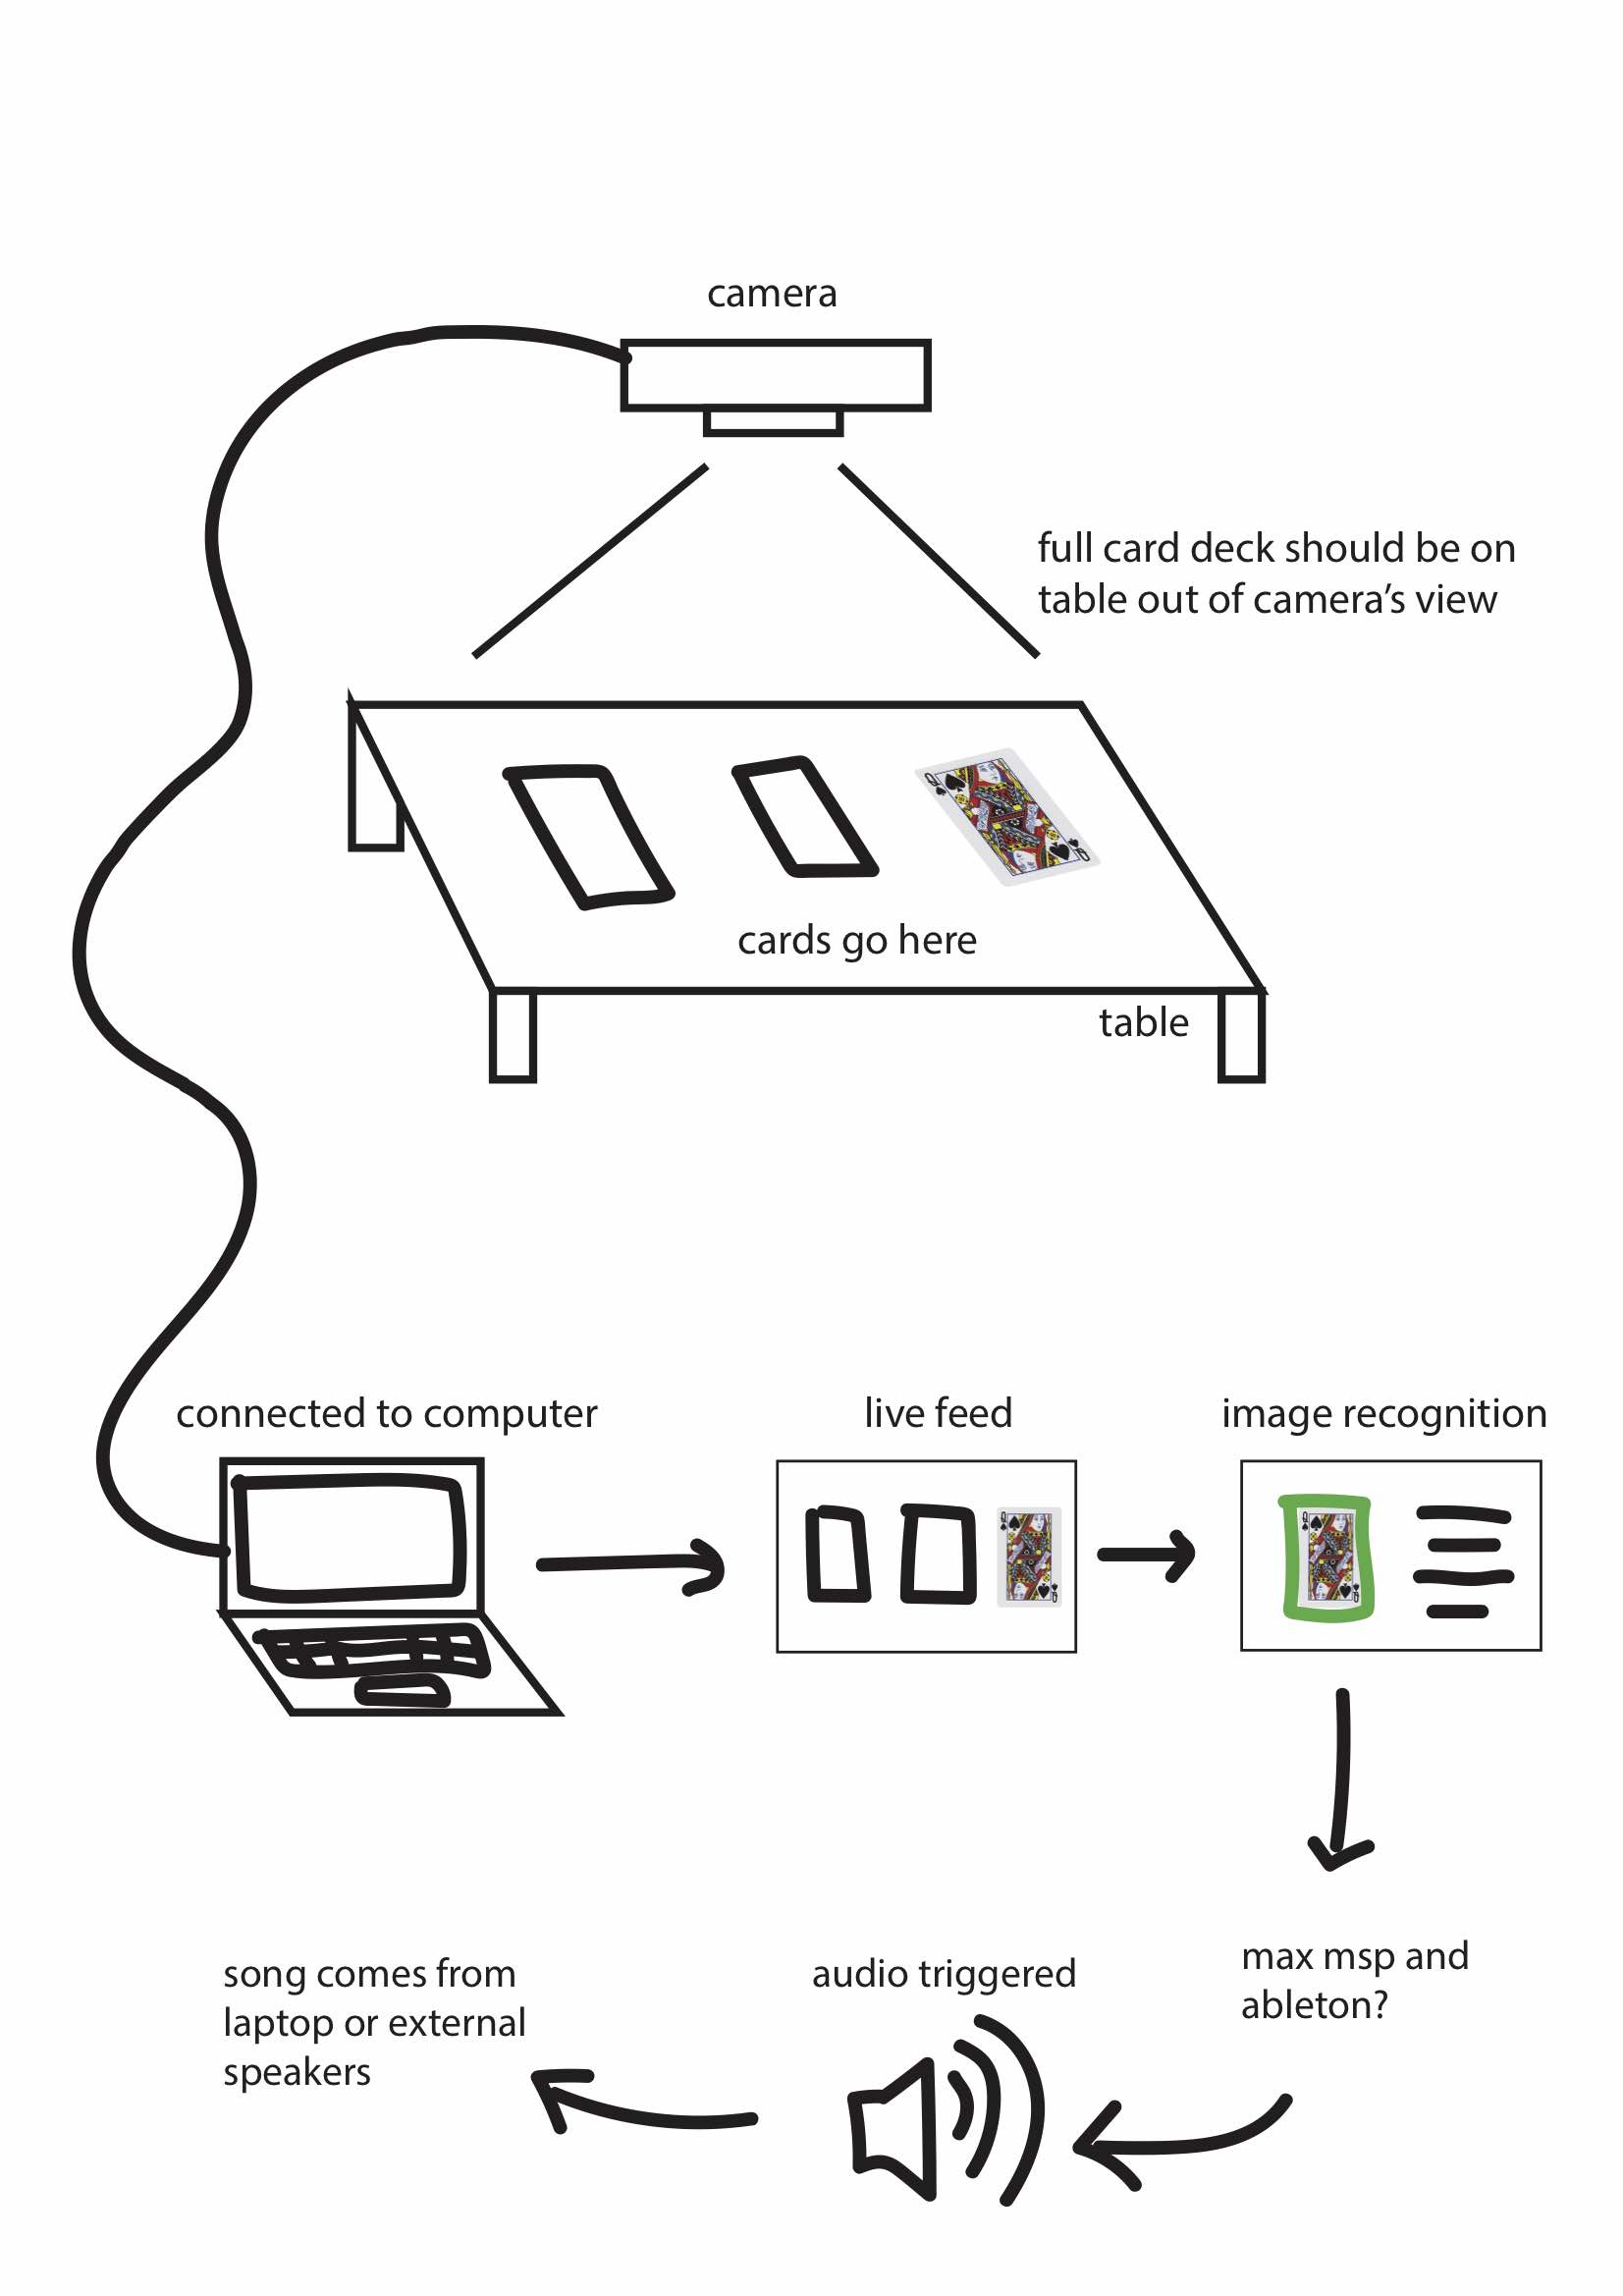 camera
full card deck should be on
table out of camera's view
Q
Q
cards go here
table
connected to computer
live feed
image recognition
Q
Q
Q
Q
max msp and
ableton?
audio triggered
song comes from
laptop or external
speakers